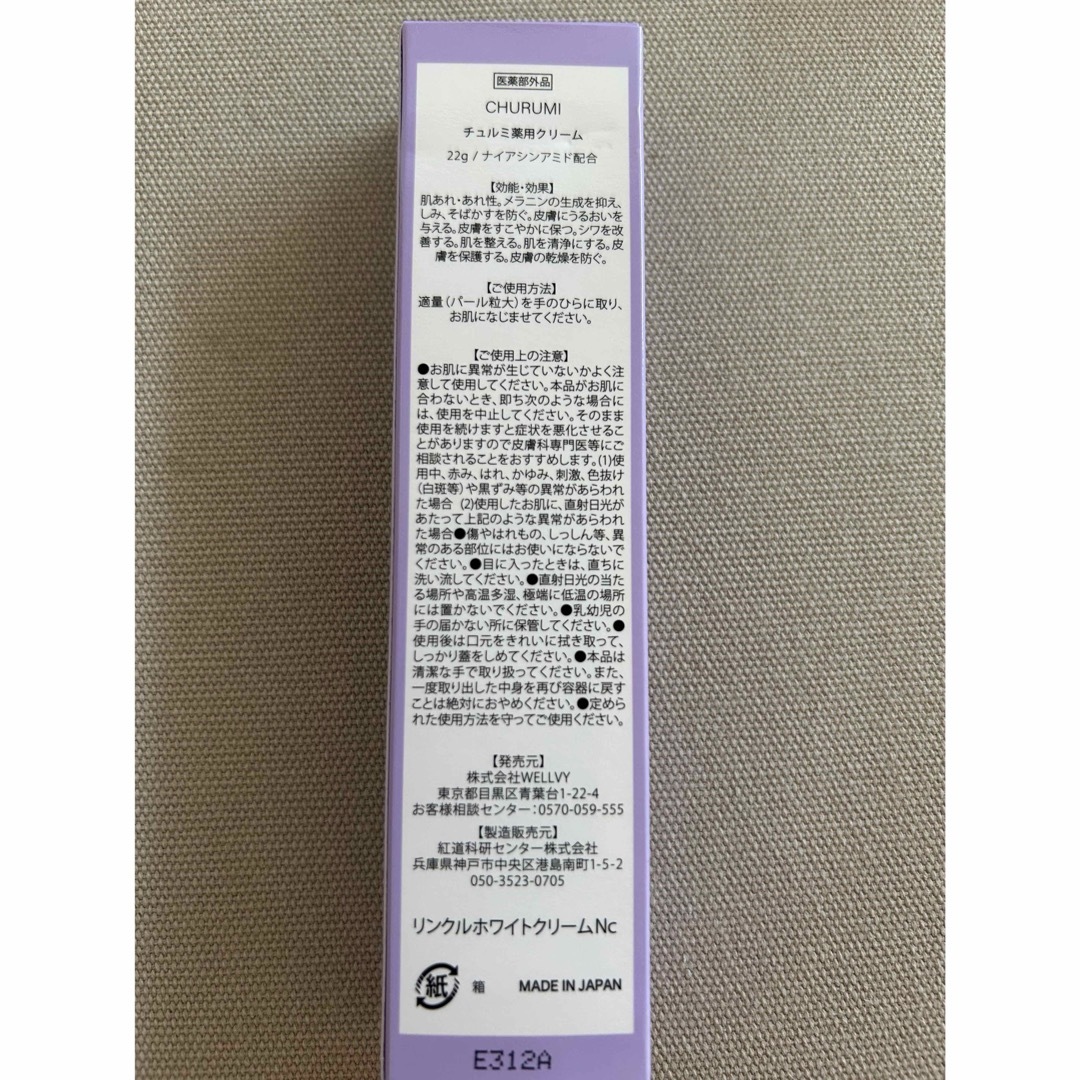 医薬部外品
CHURUMI
チュルミ薬用クリーム
22g / ナイアシンアミド配合
【効能・効果】
肌あれ・あれ性。メラニンの生成を抑え、
しみ、そばかすを防ぐ。皮膚にうるおいを
与える。皮膚をすこやかに保つ。シワを改
善する。肌を整える。肌を清浄にする。皮
膚を保護する。皮膚の乾燥を防ぐ。
【ご使用方法】
適量（パール粒大）を手のひらに取り、
お肌になじませてください。
【ご使用上の注意】
●お肌に異常が生じていないかよく注
意して使用してください。本品がお肌に
合わないとき、即ち次のような場合に
は、使用を中止してください。そのまま
使用を続けますと症状を悪化させるこ
とがありますので皮膚科専門医等にご
相談されることをおすすめします。(1)使
用中、赤み、はれ、かゆみ、刺激、色抜け
（白斑等）や黒ずみ等の異常があらわれ
た場合 (2)使用したお肌に、直射日光が
あたって上記のような異常があらわれ
た場合●傷やはれもの、しっしん等、異
常のある部位にはお使いにならないで
ください。●目に入ったときは、直ちに
洗い流してください。●直射日光の当た
る場所や高温多湿、極端に低温の場所
には置かないでください。●乳幼児の
手の届かない所に保管してください。●
使用後は口元をきれいに拭き取って、
しっかり蓋をしめてください。●本品は
清潔な手で取り扱ってください。また、
一度取り出した中身を再び容器に戻す
ことは絶対におやめください。●定めら
れた使用方法を守ってご使用ください。
【発売元】
株式会社WELLVY
東京都目黒区青葉台1-22-4
お客様相談センター：0570-059-555
【製造販売元】
紅道科研センター株式会社
兵庫県神戸市中央区港島南町1-5-2
050-3523-0705
リンクルホワイトクリームNc
紙 箱 MADE IN JAPAN
E312A